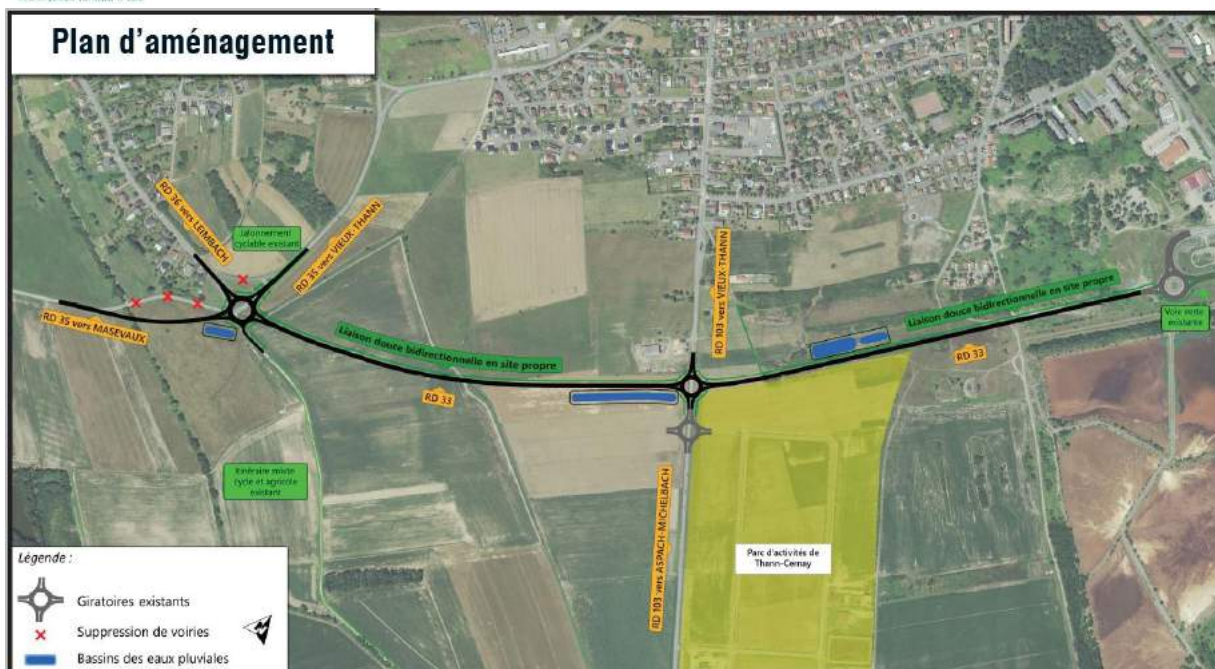 Plan d'aménagement
RD 36 vers LEIMBACH
Jalonnement
cyclable existant
RD 35 vers VIEUX-THANN
RD 35 vers MASEVAUX
Liaison douce bidirectionnelle en site propre
RD 33
RD 103 vers VIEUX-THANN
Liaison douce bidirectionnelle en site propre
RD 33
Voie verte
existante
Itinéraire mixte
cycle et agricole
existant
RD 103 vers ASPACH-MICHELBACH
Parc d'activités de
Thann-Cernay
Légende :
Giratoires existants
Suppression de voiries
Bassins des eaux pluviales